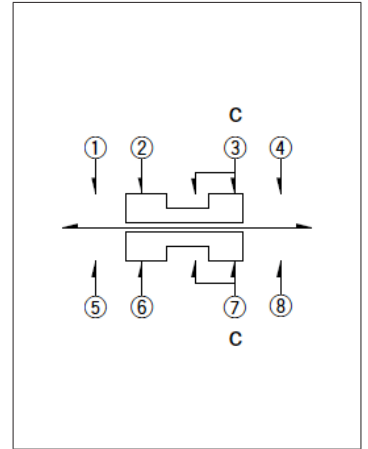 C
① ② ③ ④
⑤ ⑥ ⑦ ⑧
C